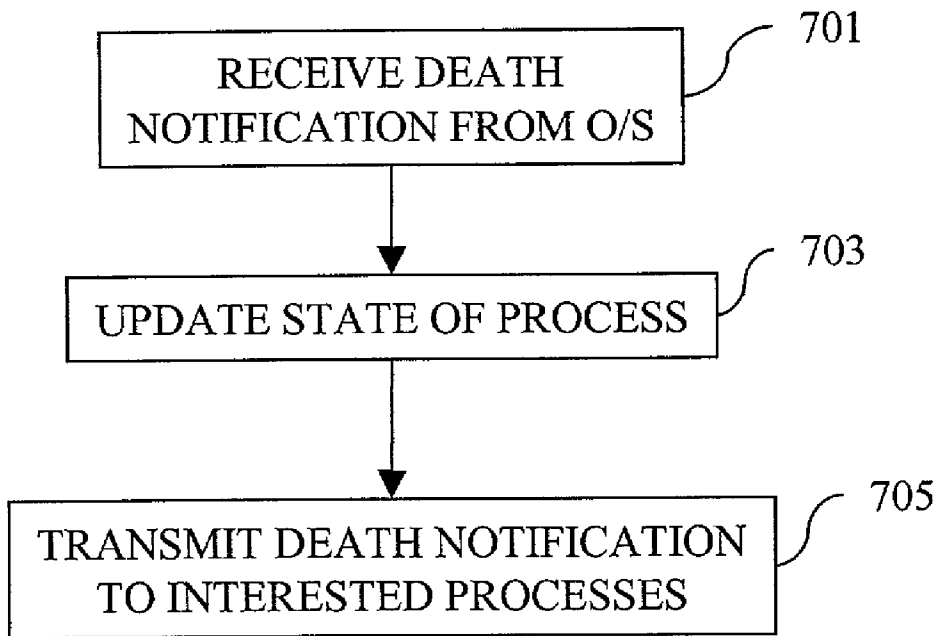 701
RECEIVE DEATH
NOTIFICATION FROM O/S
703
UPDATE STATE OF PROCESS
705
TRANSMIT DEATH NOTIFICATION
TO INTERESTED PROCESSES